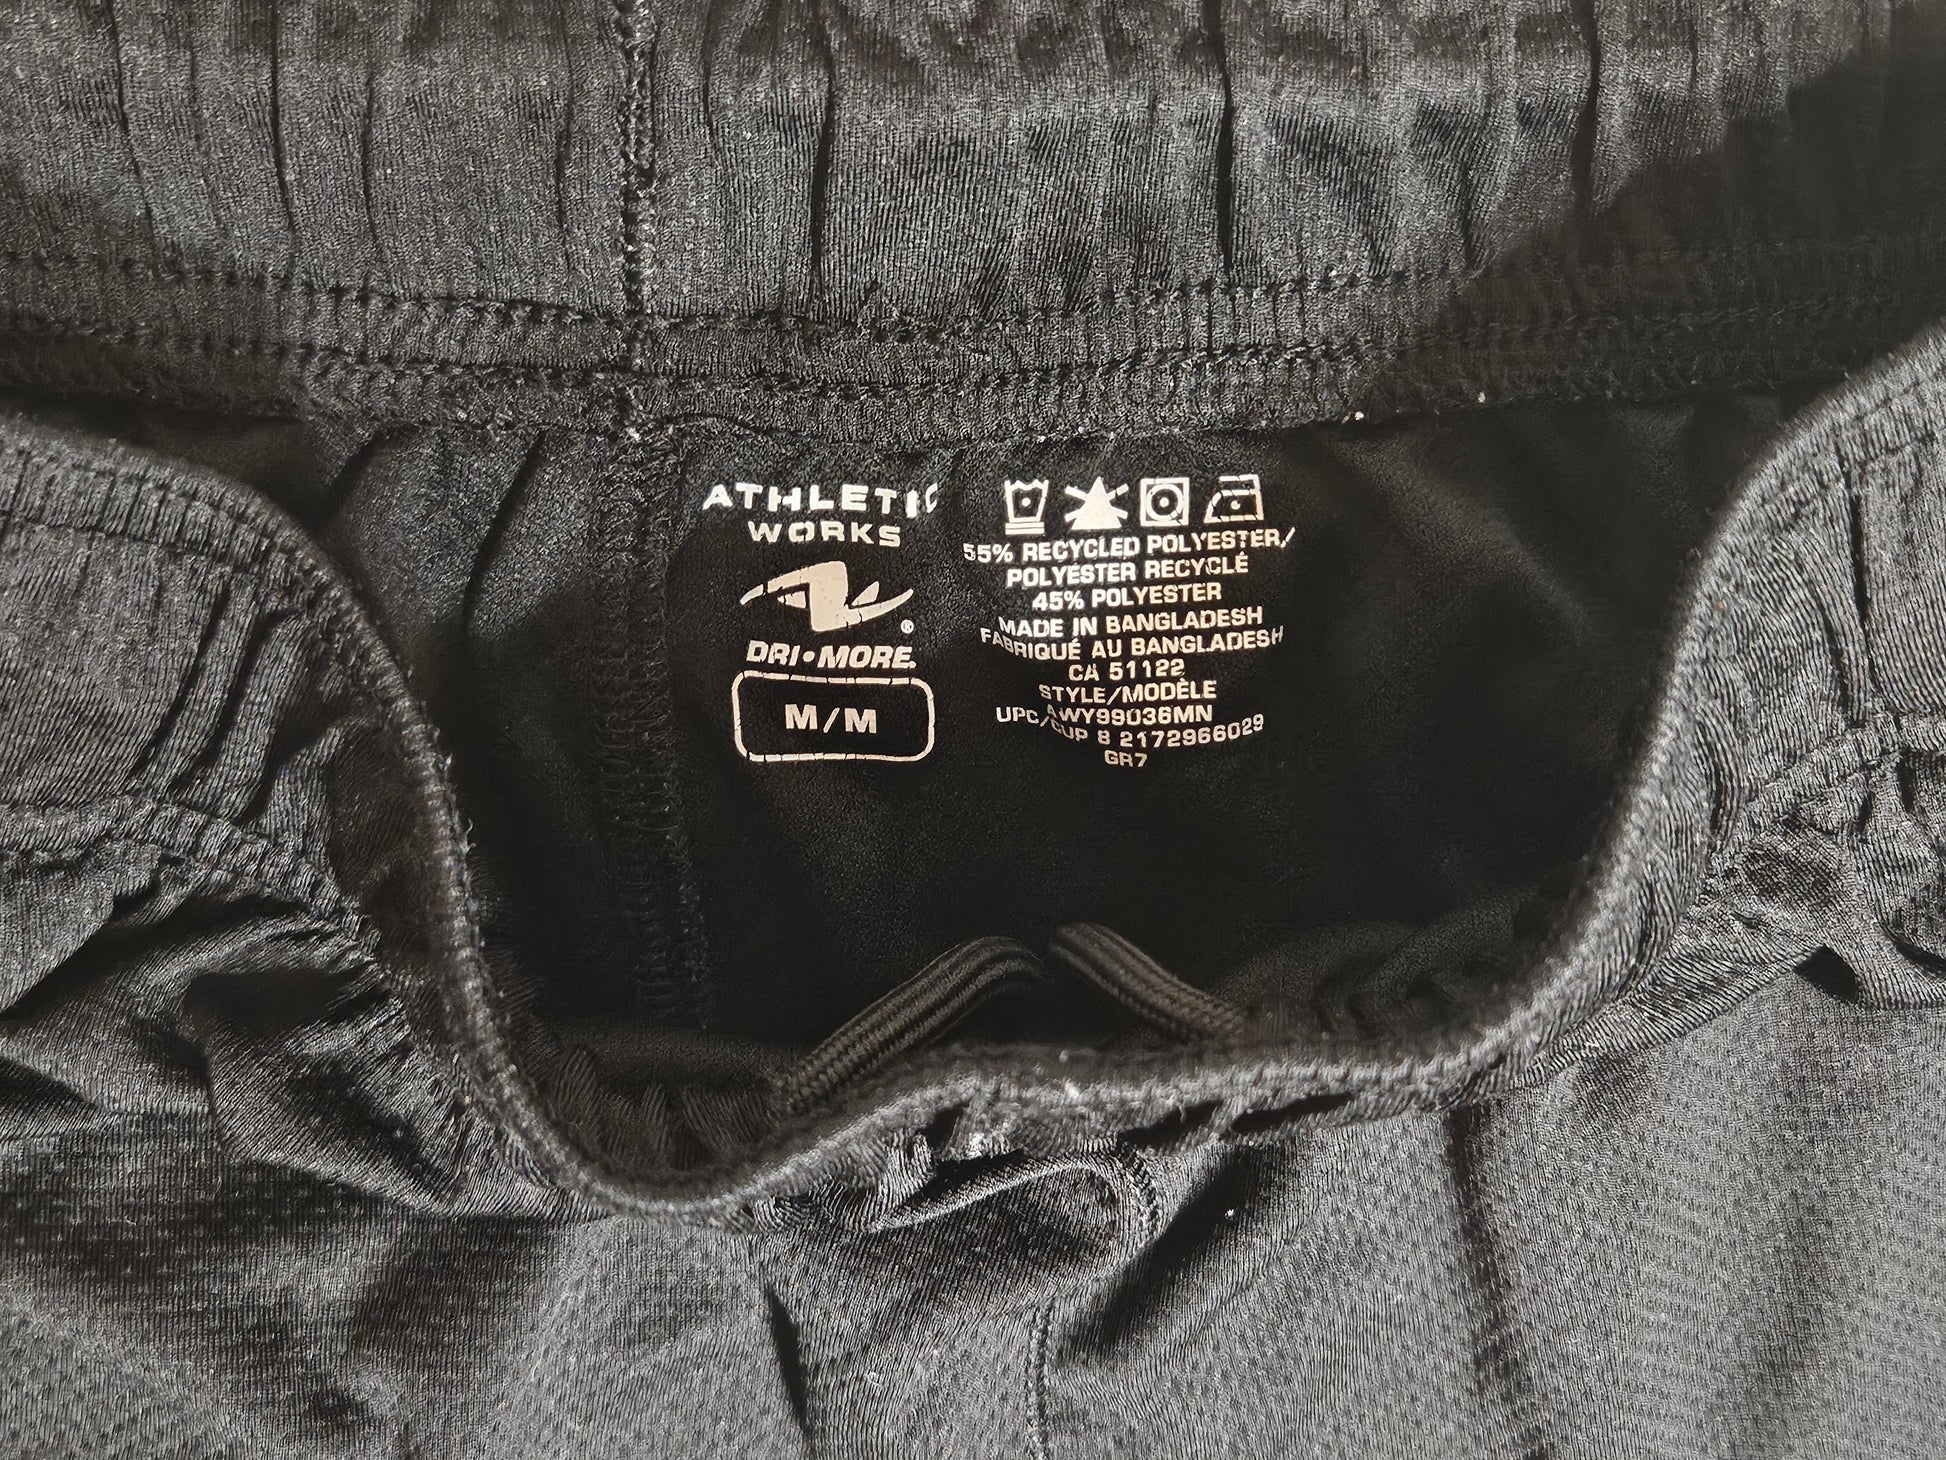 ATHLETIC
WORKS
®
DRI•MORE
M/M
55% RECYCLED POLYESTER/
POLYESTER RECYCLÉ
45% POLYESTER
MADE IN BANGLADESH
FABRIQUÉ AU BANGLADESH
CA 51122
STYLE/MODÈLE
AWY99036MN
UPC/CUP 8 2172966029
GR7